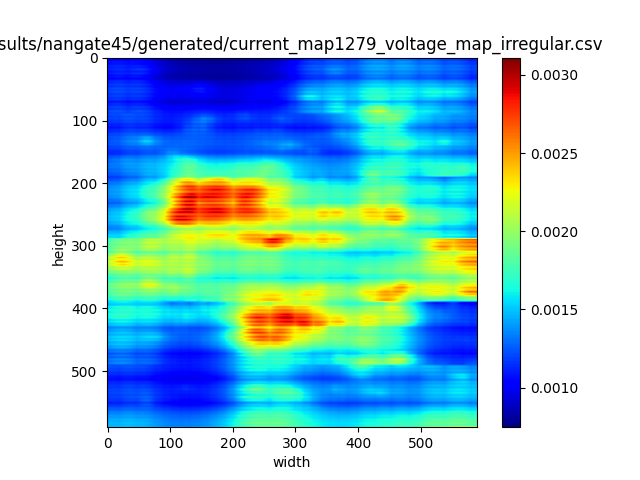 sults/nangate45/generated/current_map1279_voltage_map_irregular.csv
0
100
200
300
400
500
height
0 100 200 300 400 500
width
0.0030
0.0025
0.0020
0.0015
0.0010